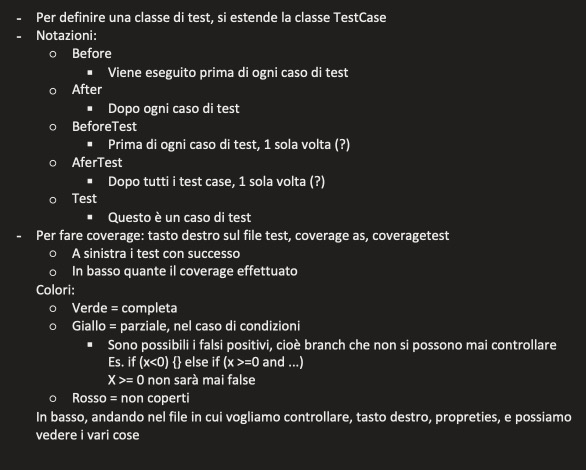 - Per definire una classe di test, si estende la classe TestCase
- Notazioni:
o Before
▪ Viene eseguito prima di ogni caso di test
o After
▪ Dopo ogni caso di test
o BeforeTest
▪ Prima di ogni caso di test, 1 sola volta (?)
o AferTest
▪ Dopo tutti i test case, 1 sola volta (?)
o Test
▪ Questo è un caso di test
- Per fare coverage: tasto destro sul file test, coverage as, coveragetest
o A sinistra i test con successo
o In basso quante il coverage effettuato
Colori:
o Verde = completa
o Giallo = parziale, nel caso di condizioni
▪ Sono possibili i falsi positivi, cioè branch che non si possono mai controllare
Es. if (x<0) {} else if (x >=0 and ...)
X >= 0 non sarà mai false
o Rosso = non coperti
In basso, andando nel file in cui vogliamo controllare, tasto destro, propreties, e possiamo
vedere i vari cose